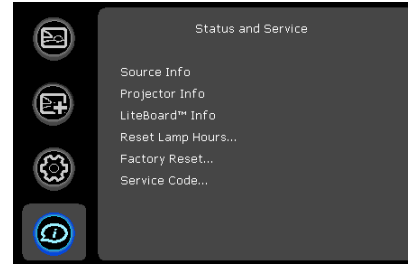 Status and Service
Source Info
Projector Info
LiteBoard™ Info
Reset Lamp Hours...
Factory Reset...
Service Code...